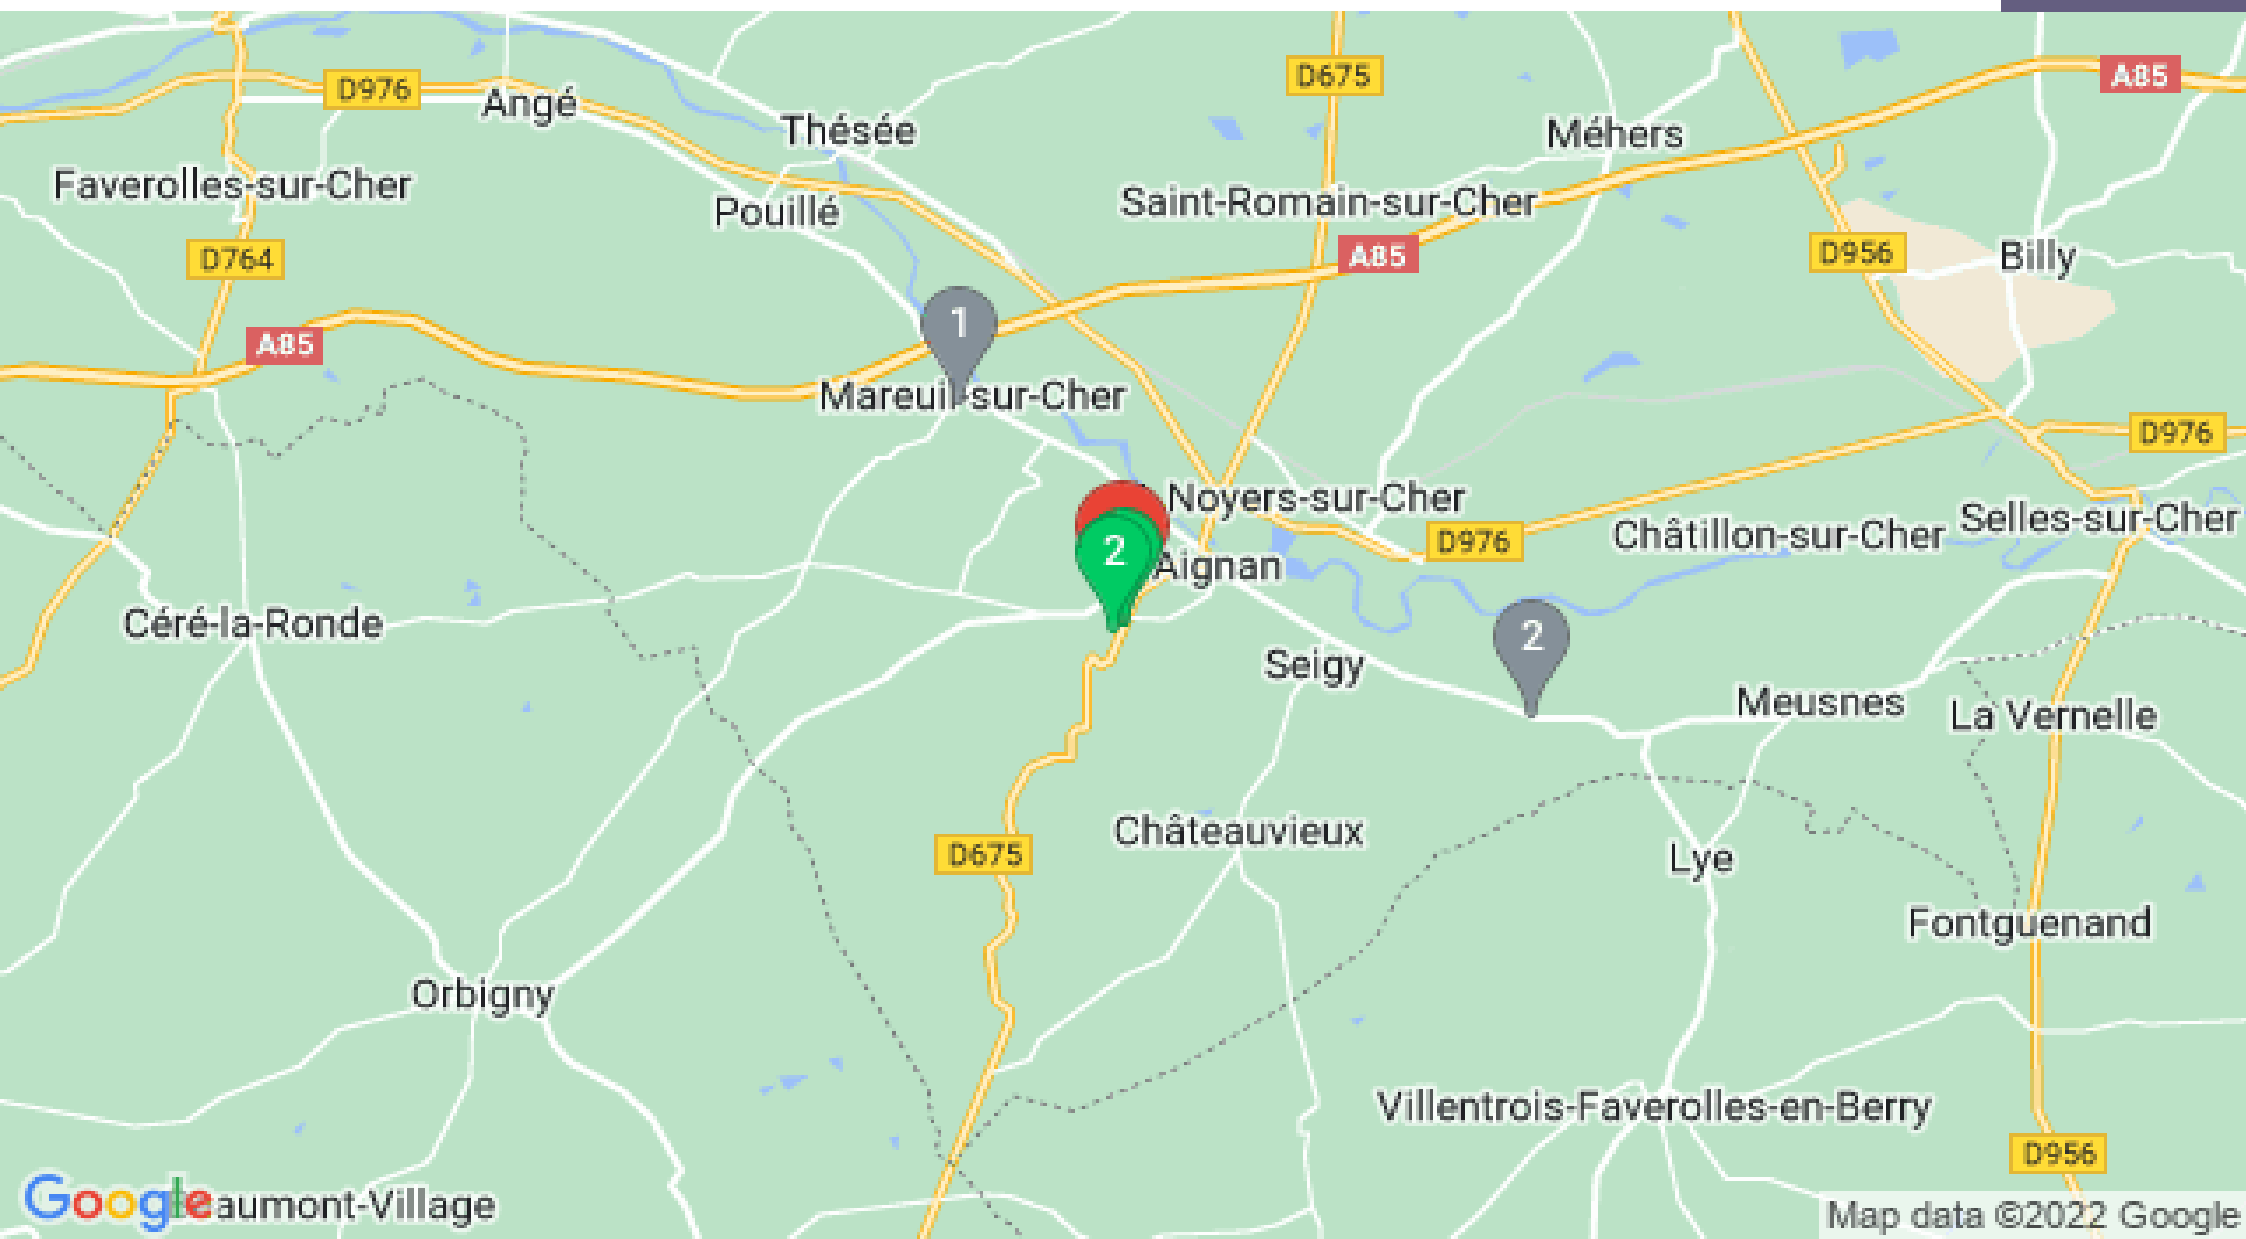 D976
D675
A85
Angé
Thésée
Méhers
Faverolles-sur-Cher
Pouillé
Saint-Romain-sur-Cher
D764
A85
D956
Billy
1
A85
Mareuil-sur-Cher
D976
Noyers-sur-Cher
D976
Châtillon-sur-Cher
Selles-sur-Cher
2
Aignan
Céré-la-Ronde
2
Seigy
Meusnes
La Vernelle
Châteauvieux
D675
Lye
Fontguenand
Orbigny
Villentrois-Faverolles-en-Berry
D956
Google
aumont-Village
Map data ©2022 Google